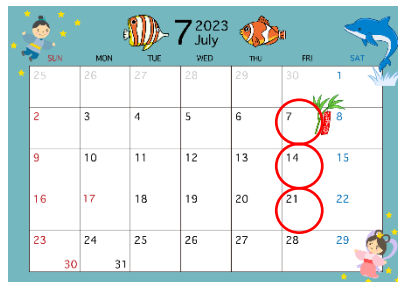 7 2023
July
SUN MON TUE WED THU FRI SAT
25 26 27 28 29 30 1
2 3 4 5 6 7 8
9 10 11 12 13 14 15
16 17 18 19 20 21 22
23 24 25 26 27 28 29
30 31